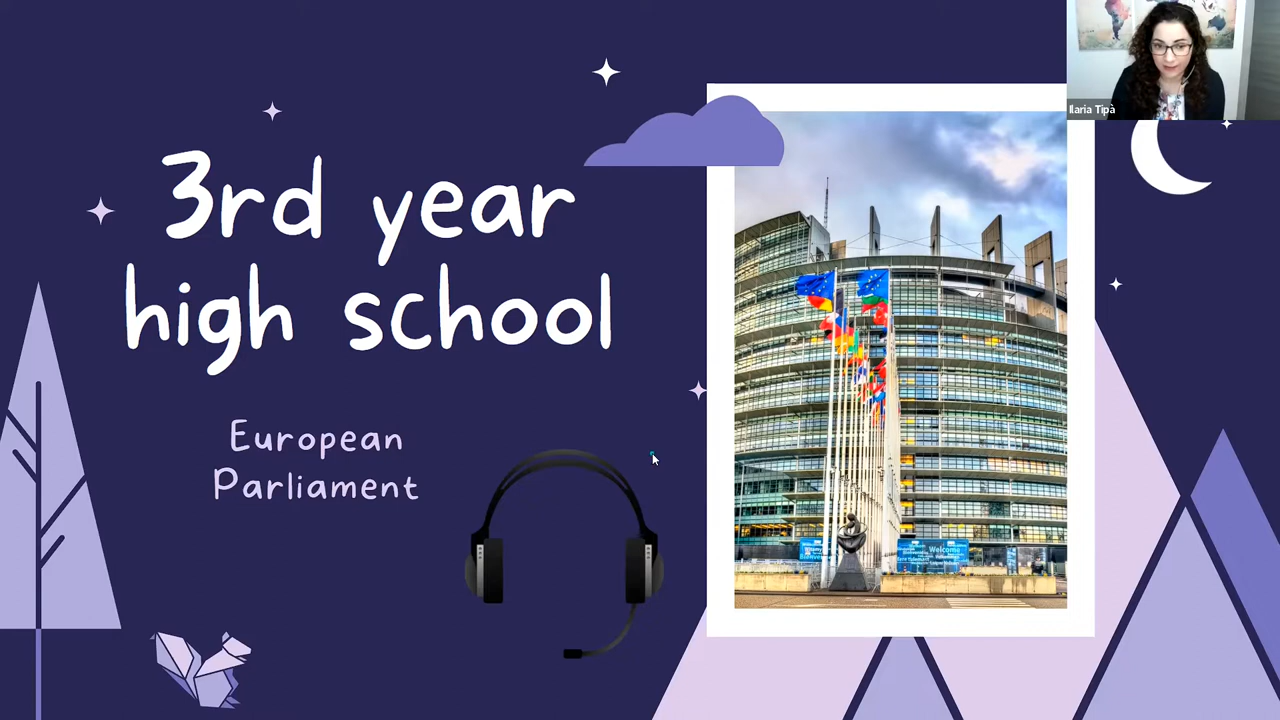 3rd year
high school
European
Parliament
Ilaria Tipà
Welcome